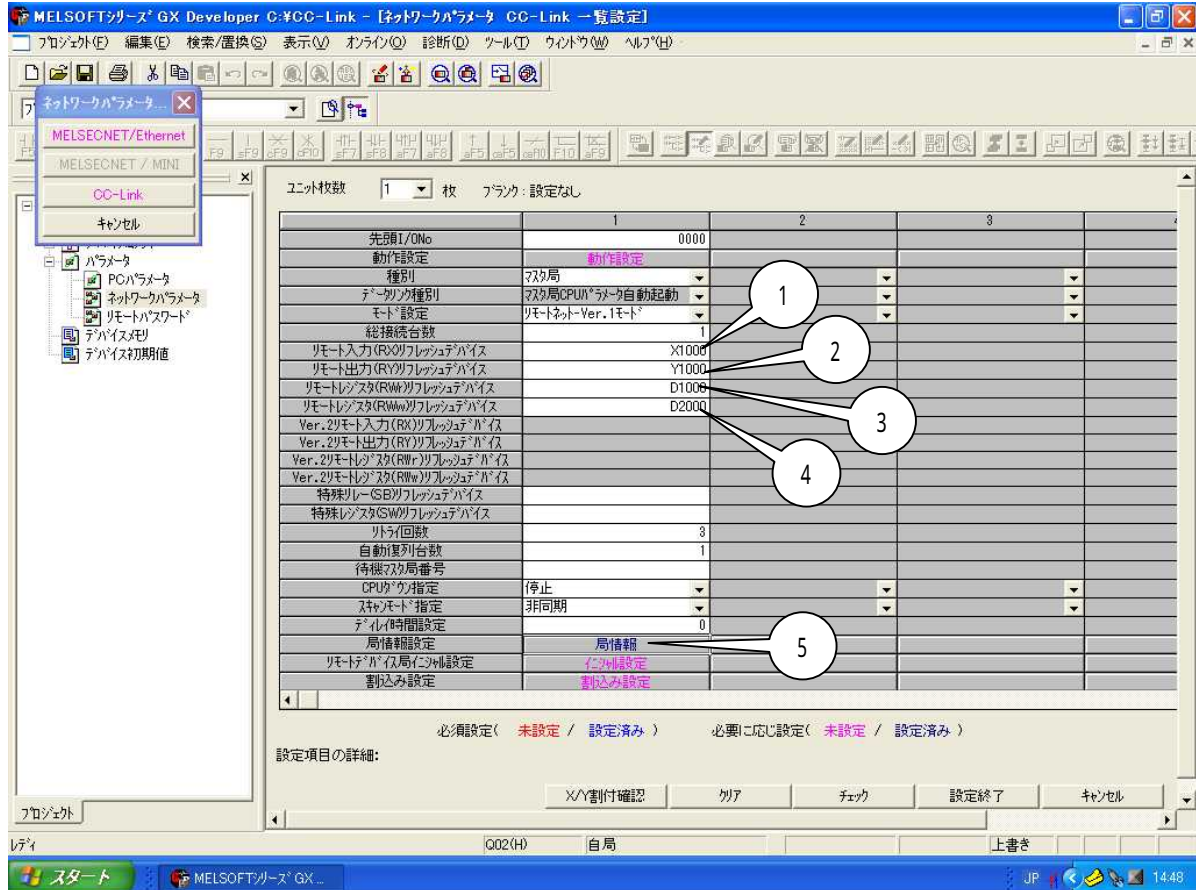 MELSOFTシリーズ GX Developer C:¥CC-Link - [ネットワークパラメータ CC-Link 一覧設定]
プロジェクト(F) 編集(E) 検索/置換(S) 表示(V) オンライン(O) 診断(D) ツール(T) ウィンドウ(W) ヘルプ(H)
ネットワークパラメータ...
MELSECNET/Ethernet
MELSECNET / MINI
CC-Link
キャンセル
F5
F9
sF9
cF9
cF10
sF7
sF8
aF7
aF8
aF5
caF5
caF10
F10
aF9
パラメータ
PCパラメータ
ネットワークパラメータ
リモートパスワード
デバイスメモリ
デバイス初期値
プロジェクト
ユニット枚数 1 枚 ブランク:設定なし
1 2 3 4
先頭I/ONo 0000
動作設定 動作設定
種別 マスタ局
データリンク種別 マスタ局CPUパラメータ自動起動
モード設定 リモートネット-Ver.1モード
総接続台数 1
リモート入力(RX)リフレッシュデバイス X1000
リモート出力(RY)リフレッシュデバイス Y1000
リモートレジスタ(RWr)リフレッシュデバイス D1000
リモートレジスタ(RWw)リフレッシュデバイス D2000
Ver.2リモート入力(RX)リフレッシュデバイス
Ver.2リモート出力(RY)リフレッシュデバイス
Ver.2リモートレジスタ(RWr)リフレッシュデバイス
Ver.2リモートレジスタ(RWw)リフレッシュデバイス
特殊リレー(SB)リフレッシュデバイス
特殊レジスタ(SW)リフレッシュデバイス
リトライ回数 3
自動復列台数 1
待機マスタ局番号
CPUダウン指定 停止
スキャンモード指定 非同期
ディレイ時間設定 0
局情報設定 局情報
リモートデバイス局イニシャル設定 イニシャル設定
割込み設定 割込み設定
1
2
3
4
5
必須設定( 未設定 / 設定済み ) 必要に応じ設定( 未設定 / 設定済み )
設定項目の詳細:
X/Y割付確認 クリア チェック 設定終了 キャンセル
レディ Q02(H) 自局 上書き
スタート MELSOFTシリーズ GX ... JP 14:48